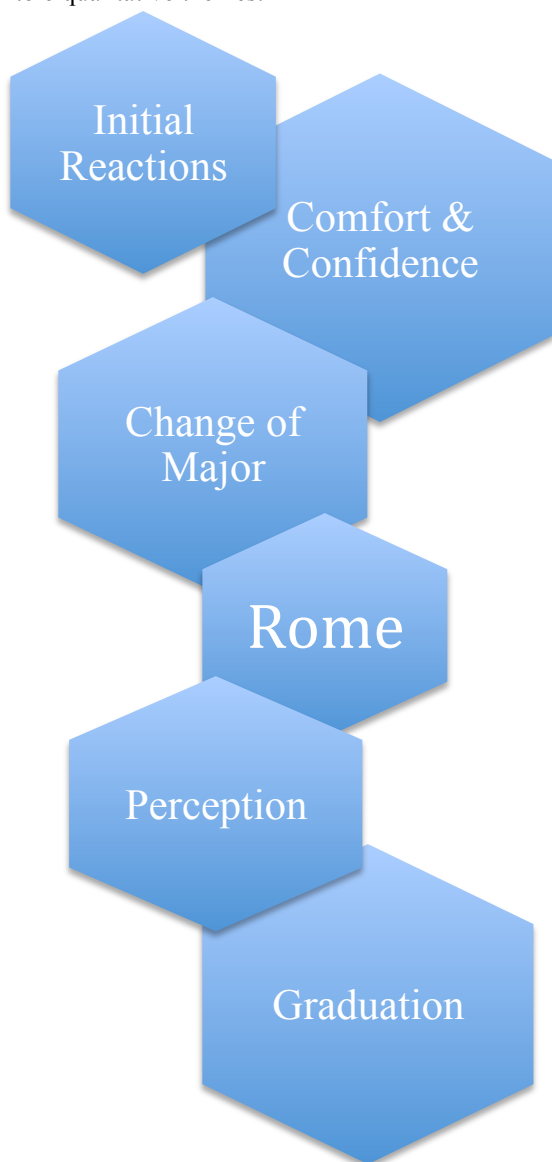 Initial
Reactions
Comfort &
Confidence
Change of
Major
Rome
Perception
Graduation